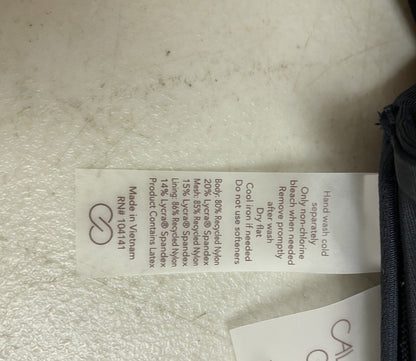 Hand wash cold
separately
Only non-chlorine
bleach when needed
Remove promptly
after wash
Dry flat
Cool iron if needed
Do not use softeners
Body: 80% Recycled Nylon
20% Lycra® Spandex
Mesh: 85% Recycled Nylon
15% Lycra® Spandex
Lining: 86% Recycled Nylon
14% Lycra® Spandex
Product Contains Latex
Made in Vietnam
RN# 104141